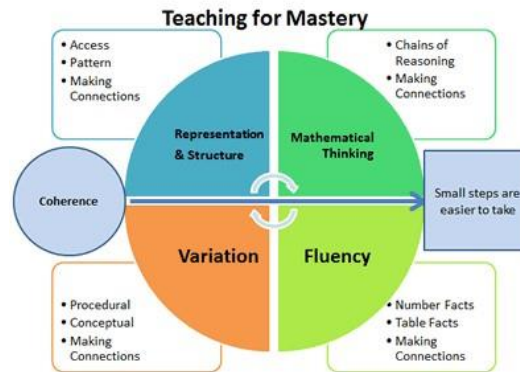 Teaching for Mastery
• Access
• Pattern
• Making
Connections
• Chains of
Reasoning
• Making
Connections
Representation
& Structure
Mathematical
Thinking
Coherence
Small steps are
easier to take
Variation
Fluency
• Procedural
• Conceptual
• Making
Connections
• Number Facts
• Table Facts
• Making
Connections